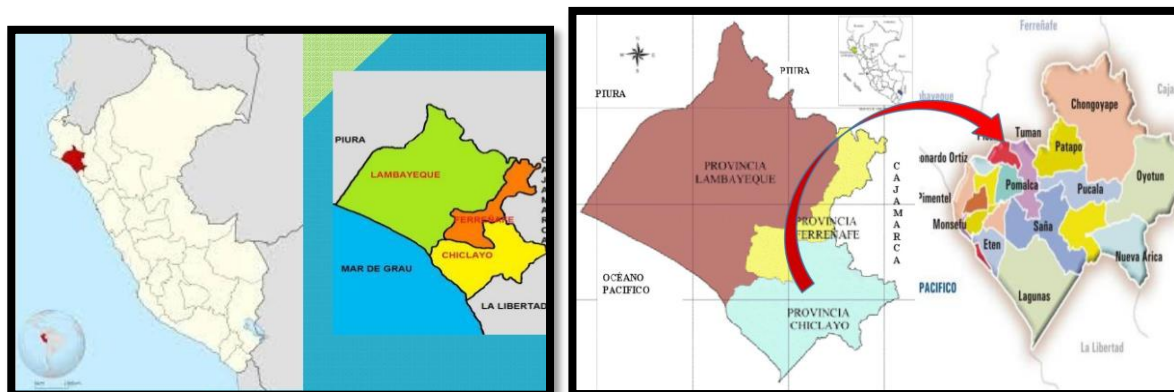 PIURA
LAMBAYEQUE
FERREÑAFE
CHICLAYO
MAR DE GRAU
LA LIBERTAD
PIURA
PIURA
PROVINCIA
LAMBAYEQUE
PROVINCIA
FERREÑAFE
CAJAMARCA
OCÉANO
PACIFICO
PROVINCIA
CHICLAYO
Ferreñafe
bayeque
Caja
Chongoyape
Tuman
Patapo
onardo Ortiz
Oyotun
Pomalca
Pucala
Pimentel
Monsefu
Saña
Eten
Nueva Arica
PACIFICO
Lagunas
La Libertad